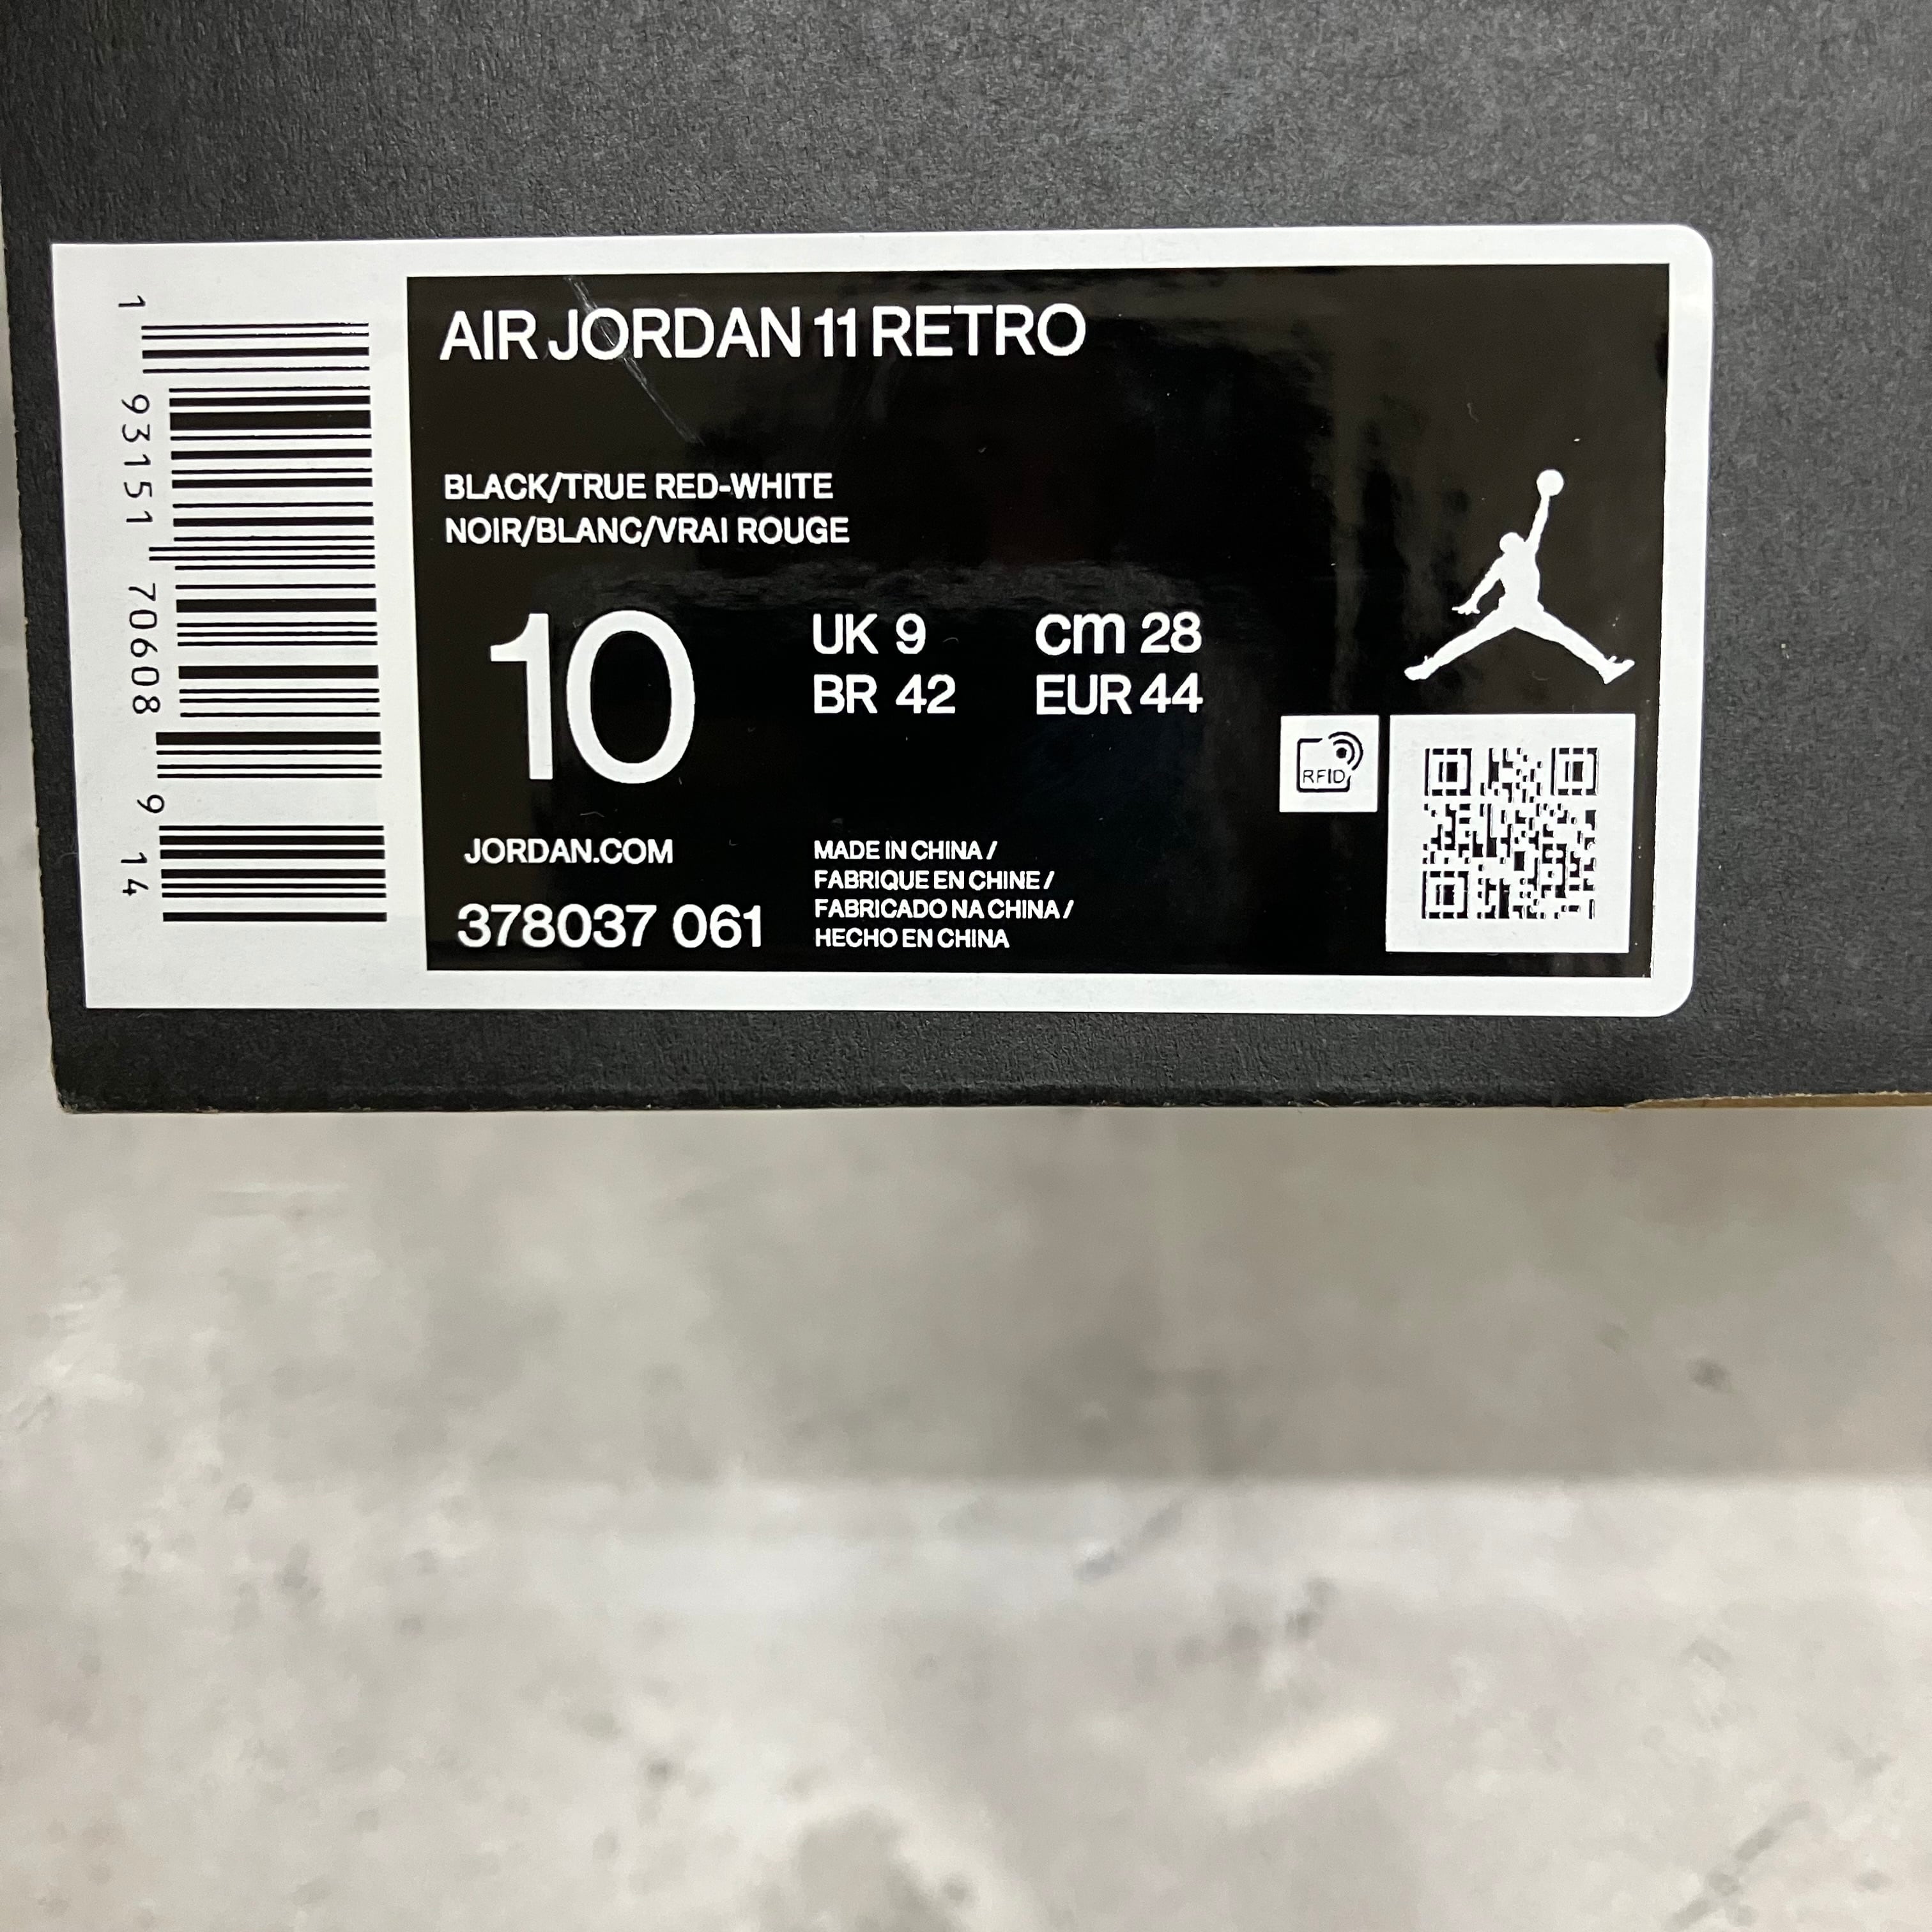 AIR JORDAN 11 RETRO
BLACK/TRUE RED-WHITE
NOIR/BLANC/VRAI ROUGE
10
UK 9 cm 28
BR 42 EUR 44
RFID
JORDAN.COM
378037 061
MADE IN CHINA /
FABRIQUE EN CHINE /
FABRICADO NA CHINA /
HECHO EN CHINA
1 93151 70608 9 14